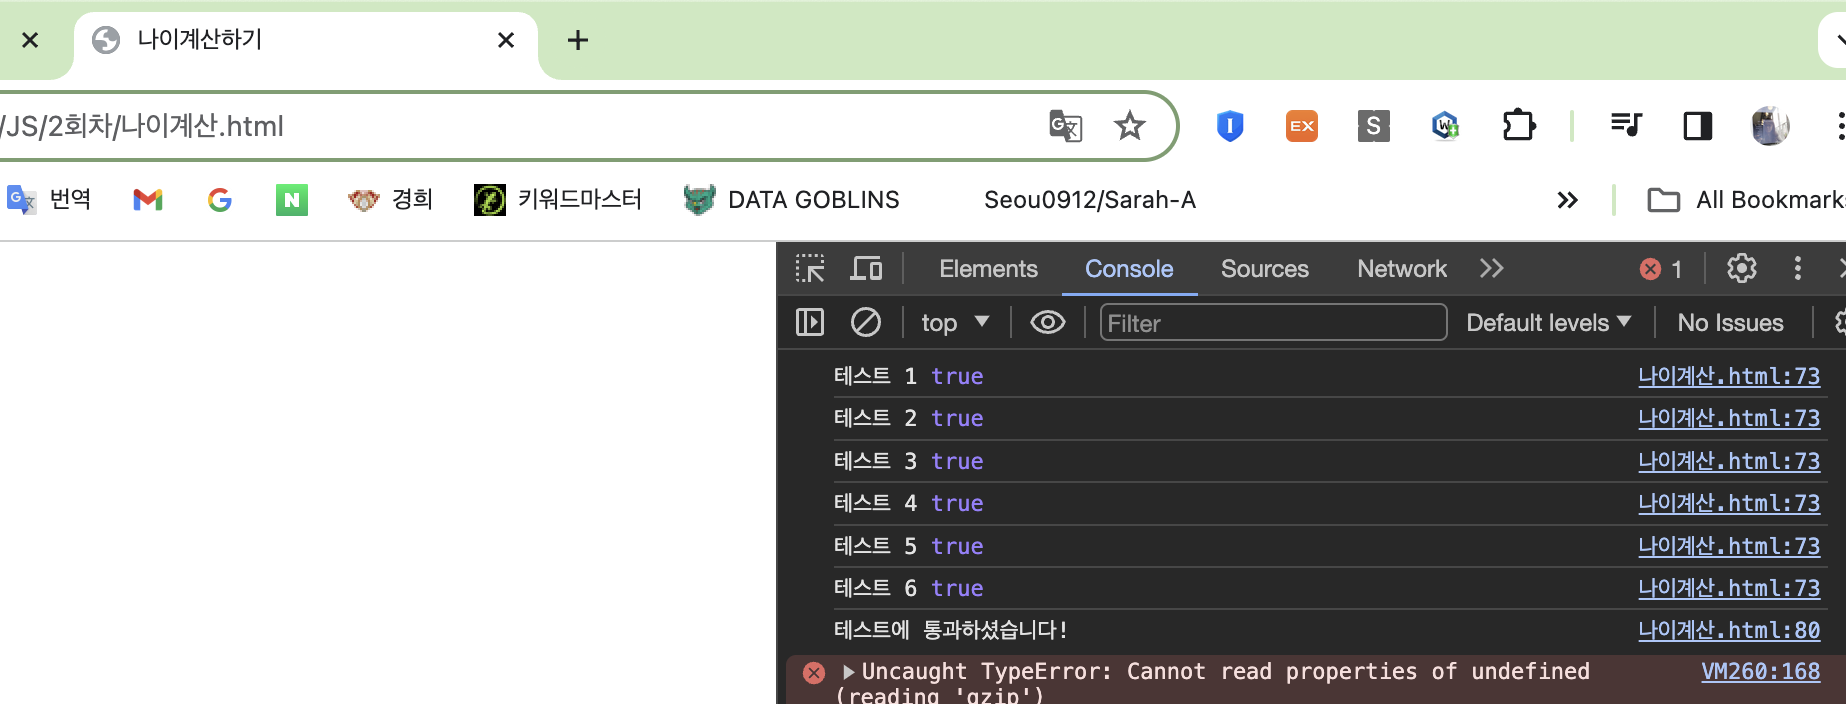 나이계산하기
/JS/2회차/나이계산.html
번역 경희 키워드마스터 DATA GOBLINS Seou0912/Sarah-A All Bookmarks
Elements Console Sources Network 1
top Filter Default levels No Issues
테스트 1 true 나이계산.html:73
테스트 2 true 나이계산.html:73
테스트 3 true 나이계산.html:73
테스트 4 true 나이계산.html:73
테스트 5 true 나이계산.html:73
테스트 6 true 나이계산.html:73
테스트에 통과하셨습니다! 나이계산.html:80
Uncaught TypeError: Cannot read properties of undefined VM260:168
(reading 'gzip')